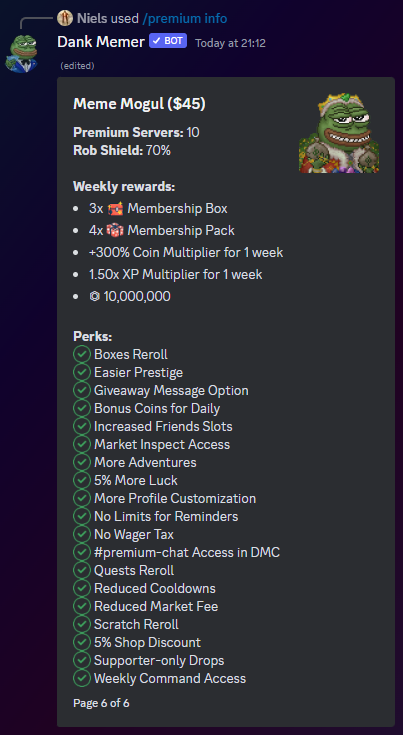 Niels used /premium info
Dank Memer ✓ BOT Today at 21:12
(edited)
Meme Mogul ($45)
Premium Servers: 10
Rob Shield: 70%
Weekly rewards:
• 3x Membership Box
• 4x Membership Pack
• +300% Coin Multiplier for 1 week
• 1.50x XP Multiplier for 1 week
• ⏣ 10,000,000
Perks:
Boxes Reroll
Easier Prestige
Giveaway Message Option
Bonus Coins for Daily
Increased Friends Slots
Market Inspect Access
More Adventures
5% More Luck
More Profile Customization
No Limits for Reminders
No Wager Tax
#premium-chat Access in DMC
Quests Reroll
Reduced Cooldowns
Reduced Market Fee
Scratch Reroll
5% Shop Discount
Supporter-only Drops
Weekly Command Access
Page 6 of 6